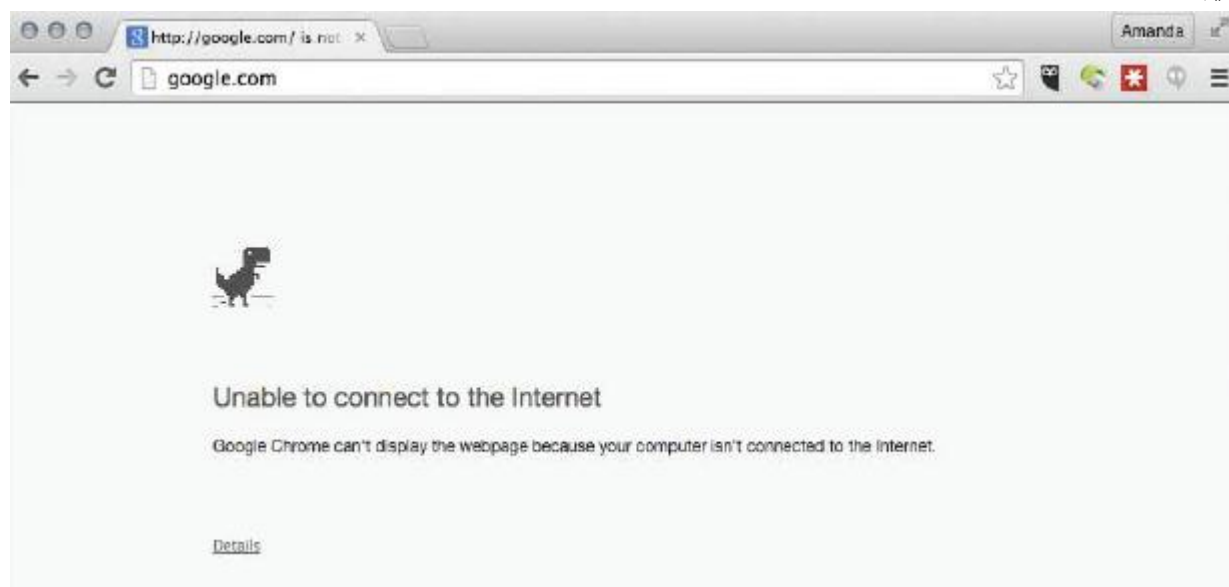 http://google.com/ is not
Amanda
google.com
Unable to connect to the Internet
Google Chrome can't display the webpage because your computer isn't connected to the Internet.
Details